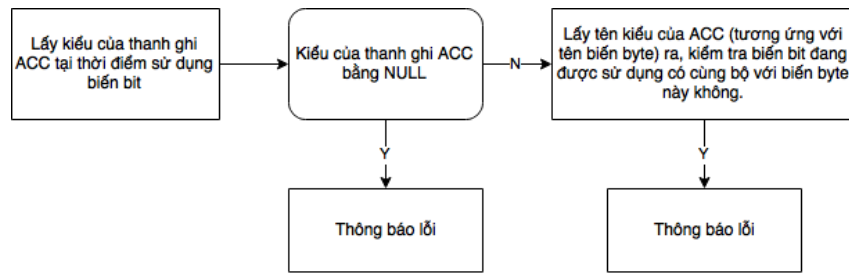 Lấy kiểu của thanh ghi
ACC tại thời điểm sử dụng
biến bit
Kiểu của thanh ghi ACC
bằng NULL
N
Lấy tên kiểu của ACC (tương ứng với
tên biến byte) ra, kiểm tra biến bit đang
được sử dụng có cùng bộ với biến byte
này không.
Y
Y
Thông báo lỗi
Thông báo lỗi